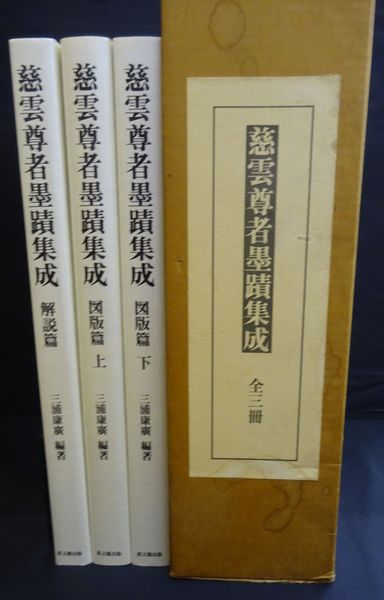 慈雲尊者墨蹟集成
全三冊
慈雲尊者墨蹟集成
図版篇 下
三浦康廣 編著
慈雲尊者墨蹟集成
図版篇 上
三浦康廣 編著
慈雲尊者墨蹟集成
解説篇
三浦康廣 編著